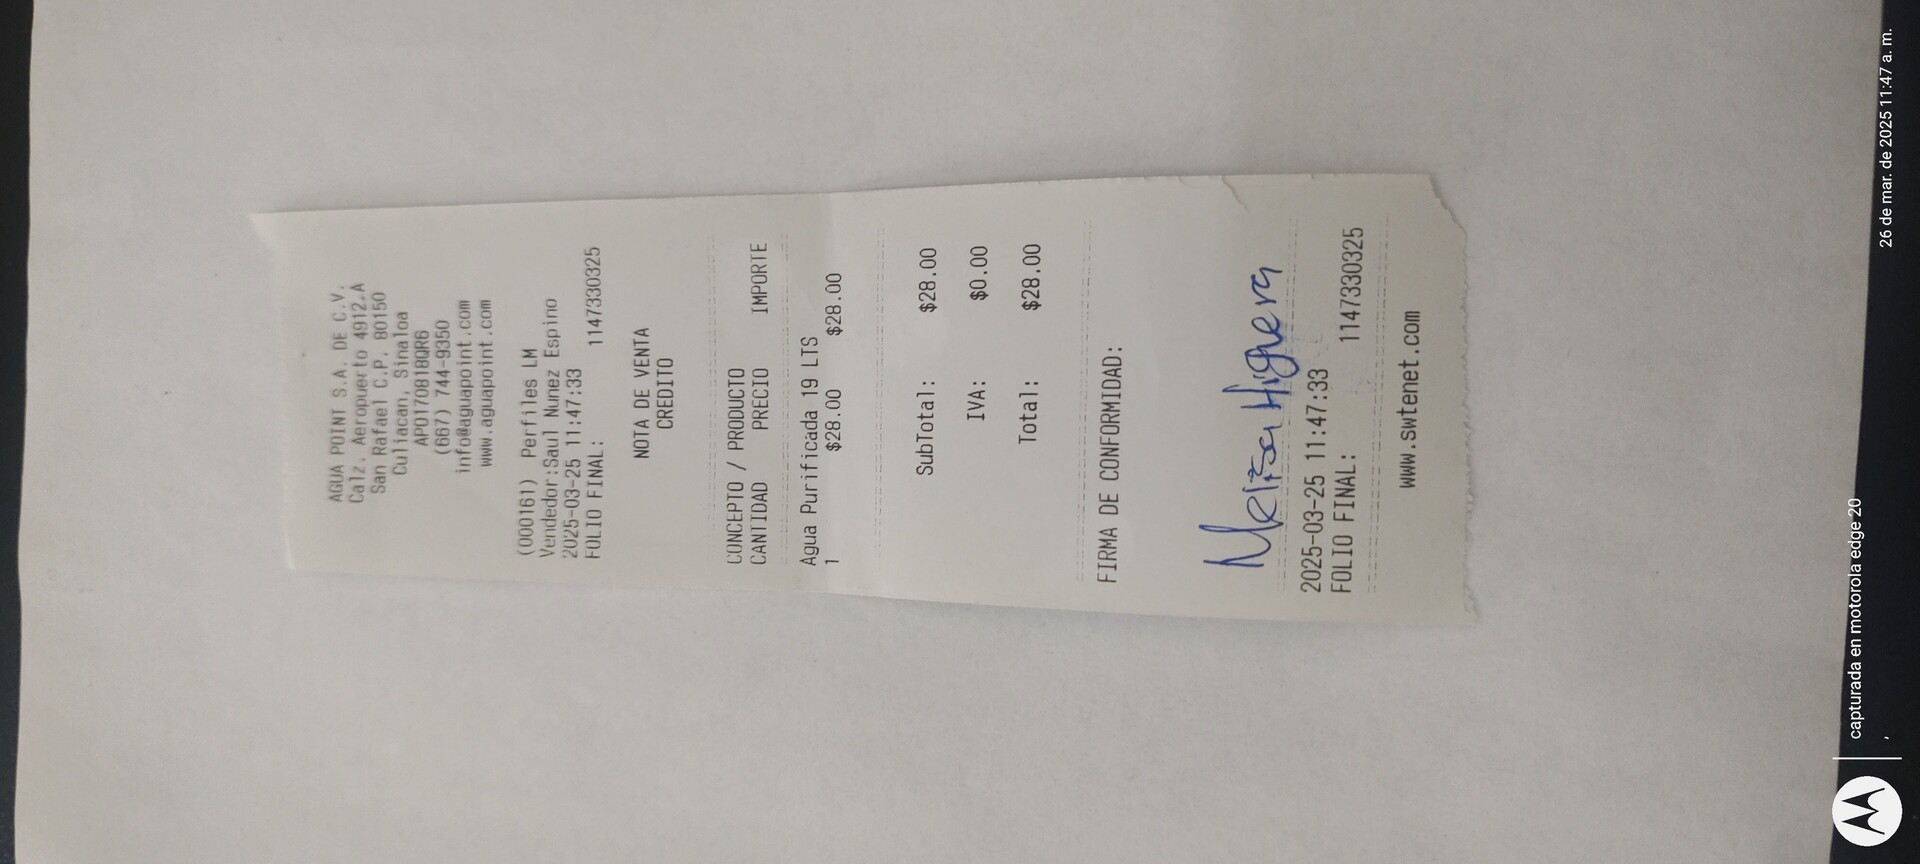 AGUA POINT S.A. DE C.V.
Calz. Aeropuerto 4912.A
San Rafael C.P. 80150
Culiacan, Sinaloa
APO170818QR6
(667) 744-9350
info@aguapoint.com
www.aguapoint.com
(000161) Perfiles LM
Vendedor:Saul Nunez Espino
2025-03-25 11:47:33
FOLIO FINAL: 1147330325
NOTA DE VENTA
CREDITO
CONCEPTO / PRODUCTO
CANTIDAD PRECIO IMPORTE
Agua Purificada 19 LTS
1 $28.00 $28.00
SubTotal: $28.00
IVA: $0.00
Total: $28.00
FIRMA DE CONFORMIDAD:
Melissa Higuera
2025-03-25 11:47:33
FOLIO FINAL: 1147330325
www.swtenet.com
capturada en motorola edge 20
26 de mar. de 2025 11:47 a. m.